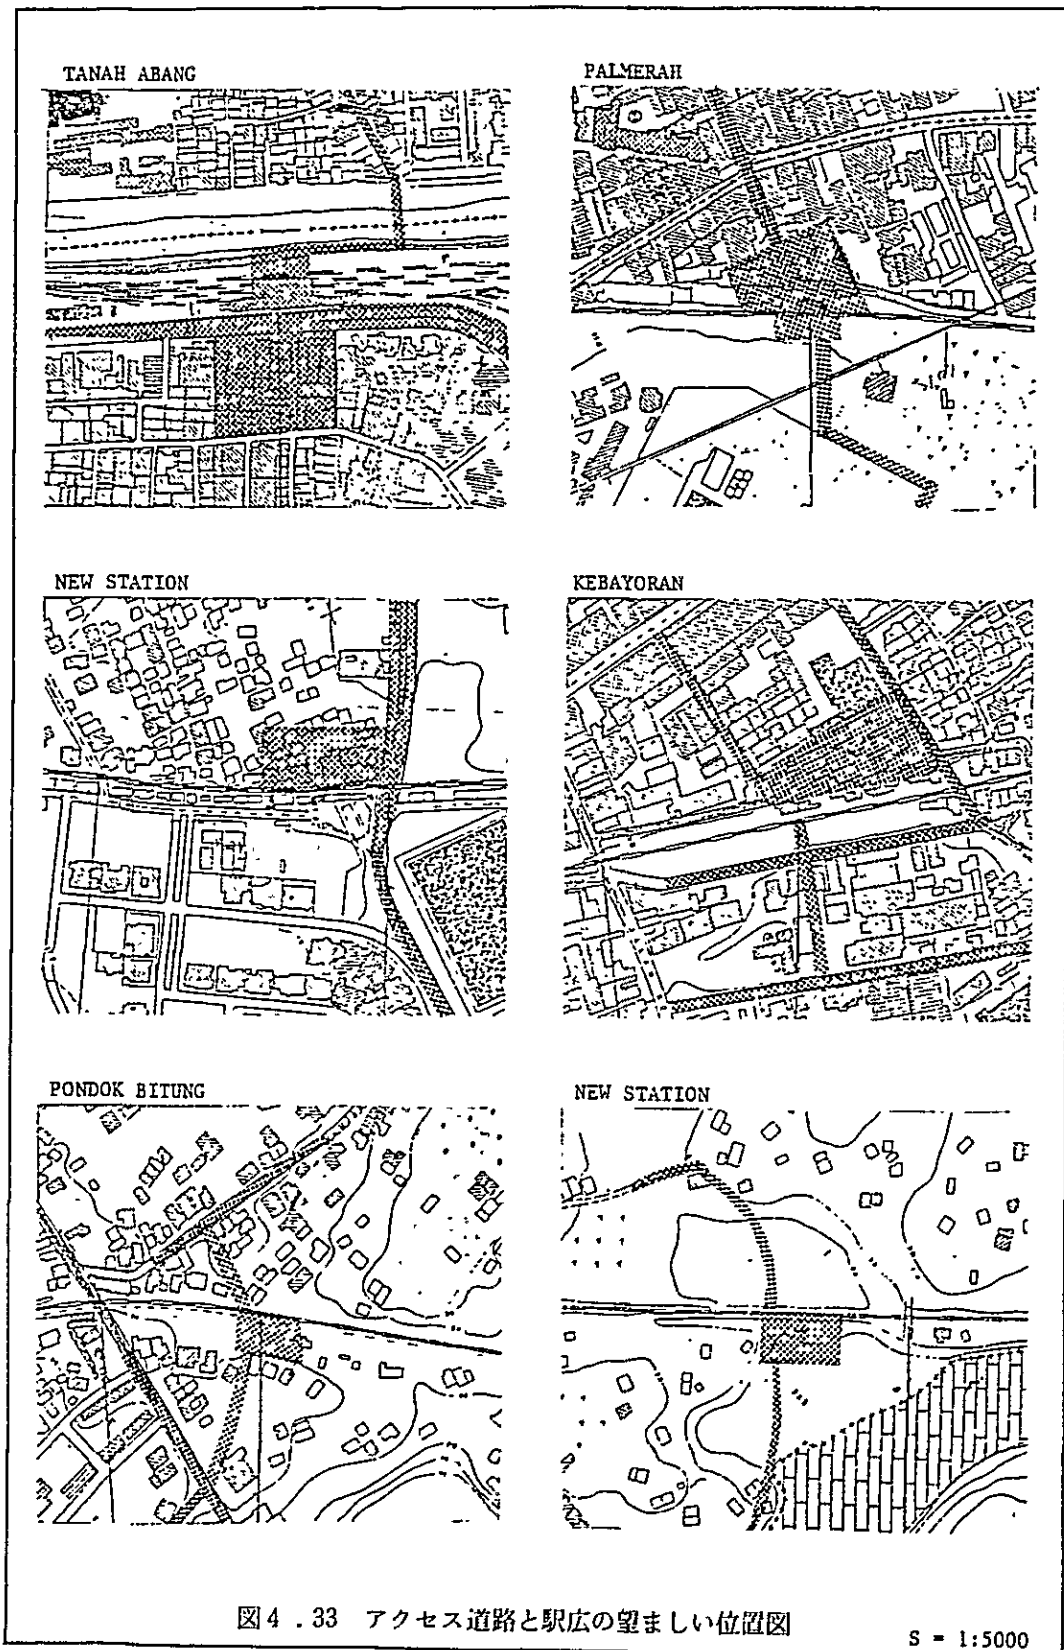 TANAH ABANG
PALMERAH
NEW STATION
KEBAYORAN
PONDOK BITUNG
NEW STATION
図4.33 アクセス道路と駅広の望ましい位置図
S = 1:5000